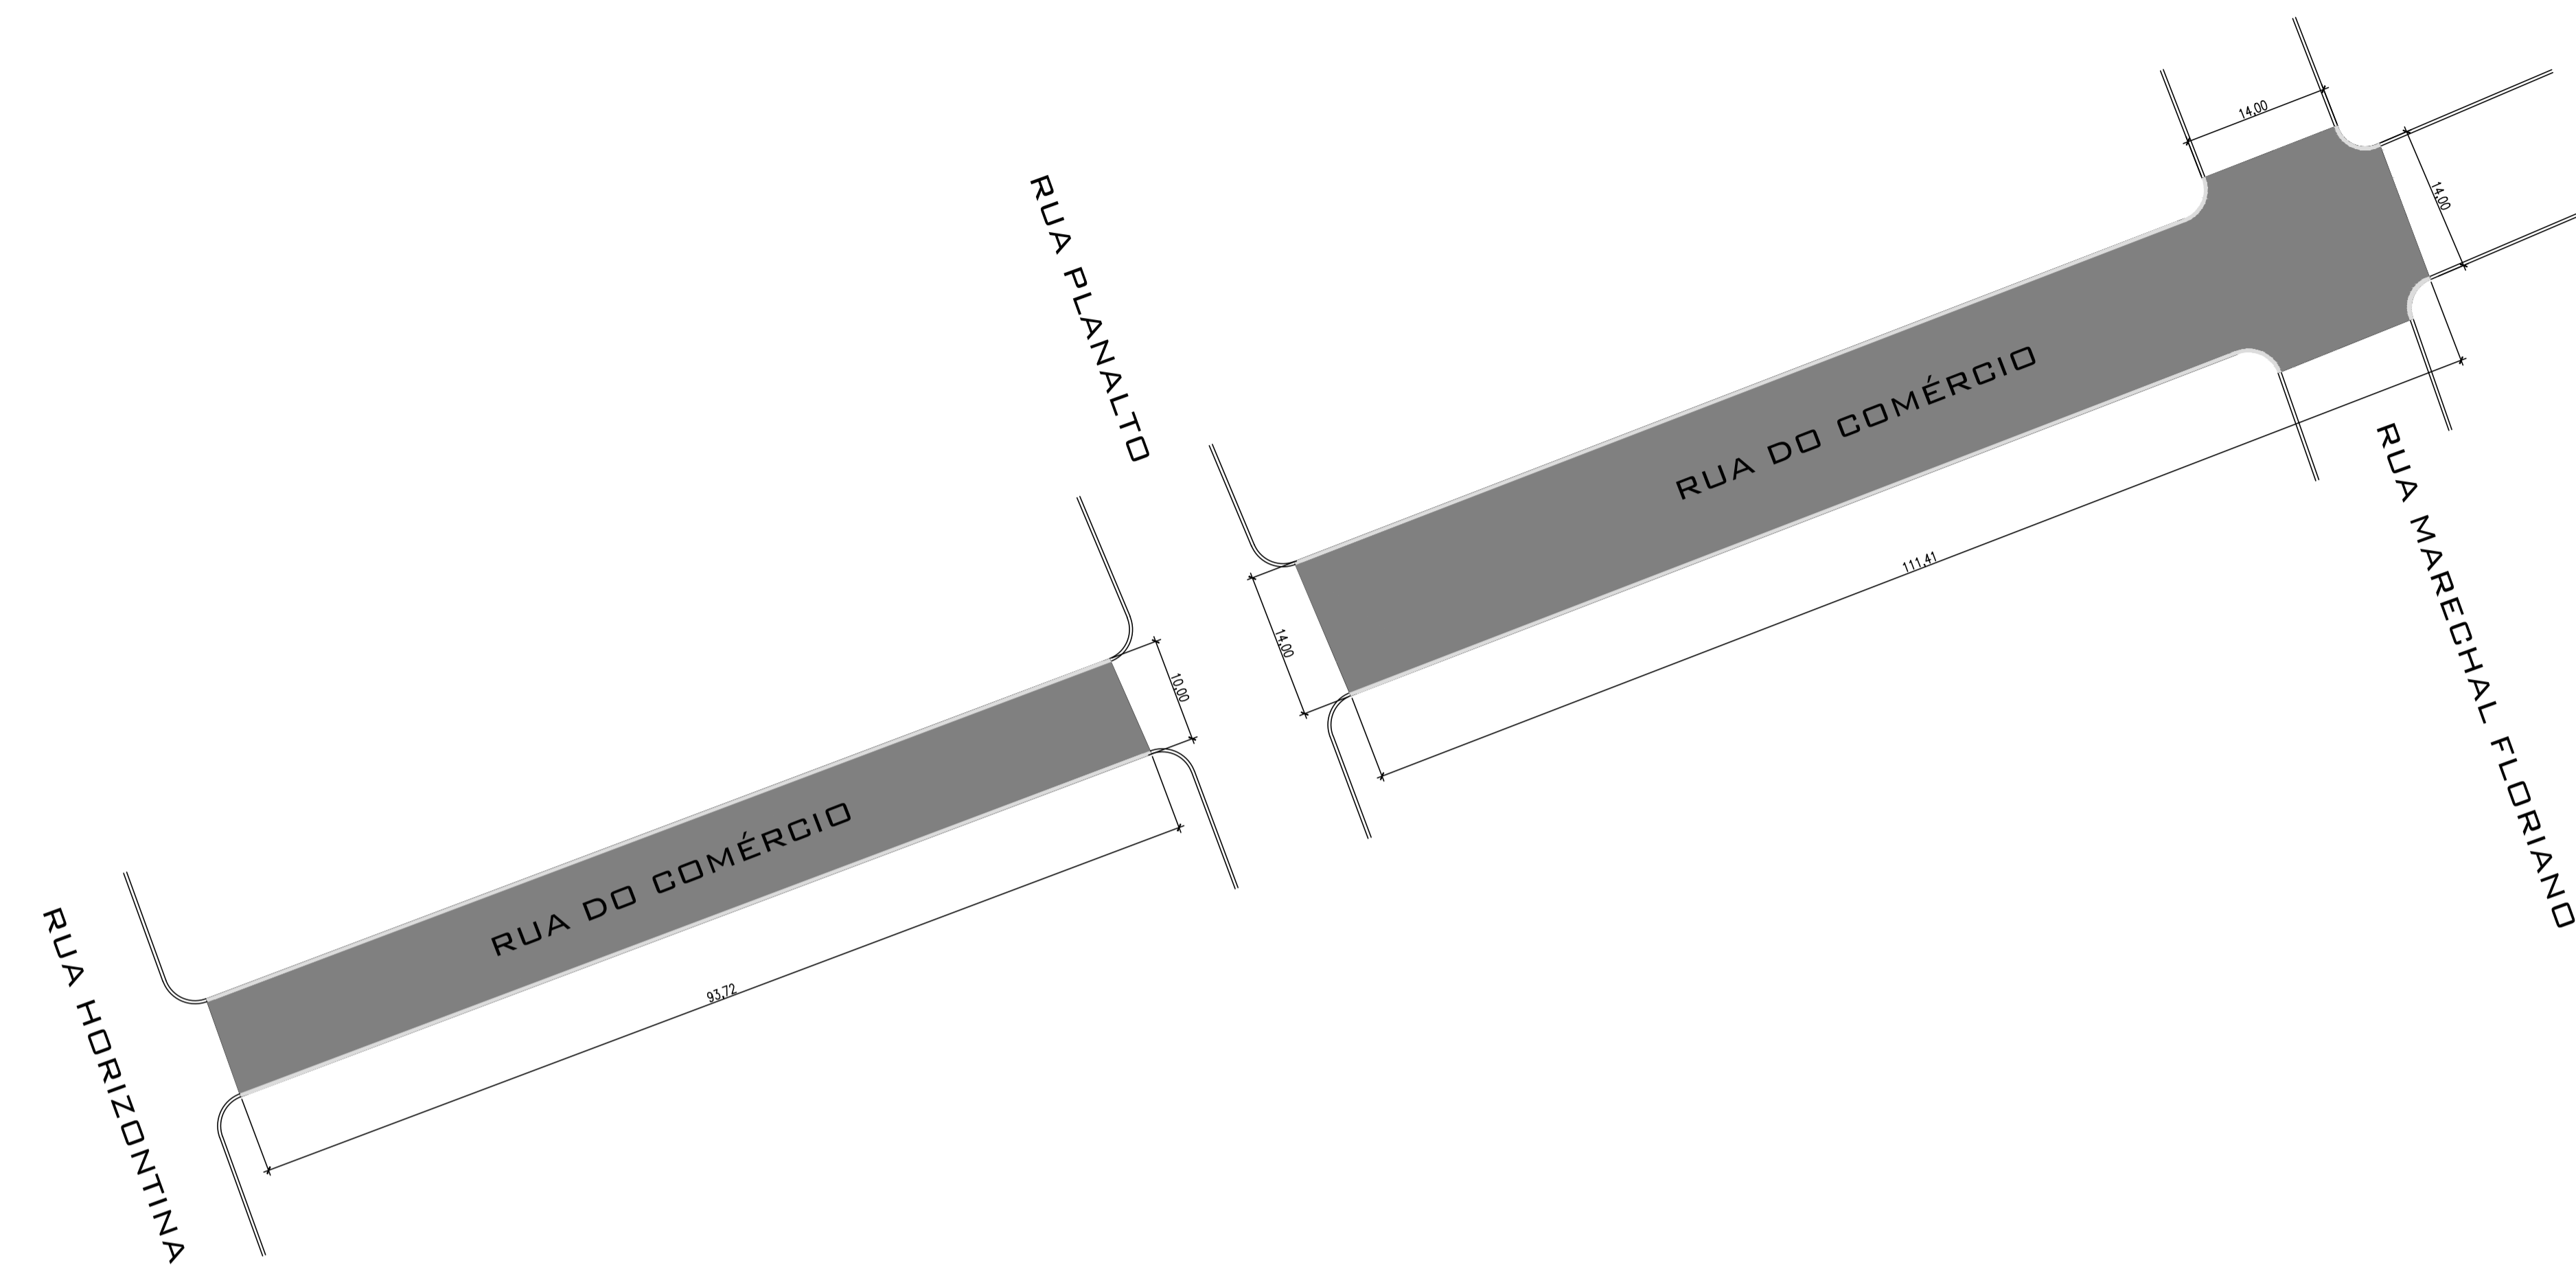 14,00
14,00
RUA PLANALTO
RUA DO COMÉRCIO
111,41
14,00
10,00
RUA MARECHAL FLORIANO
RUA DO COMÉRCIO
93,72
RUA HORIZONTINA